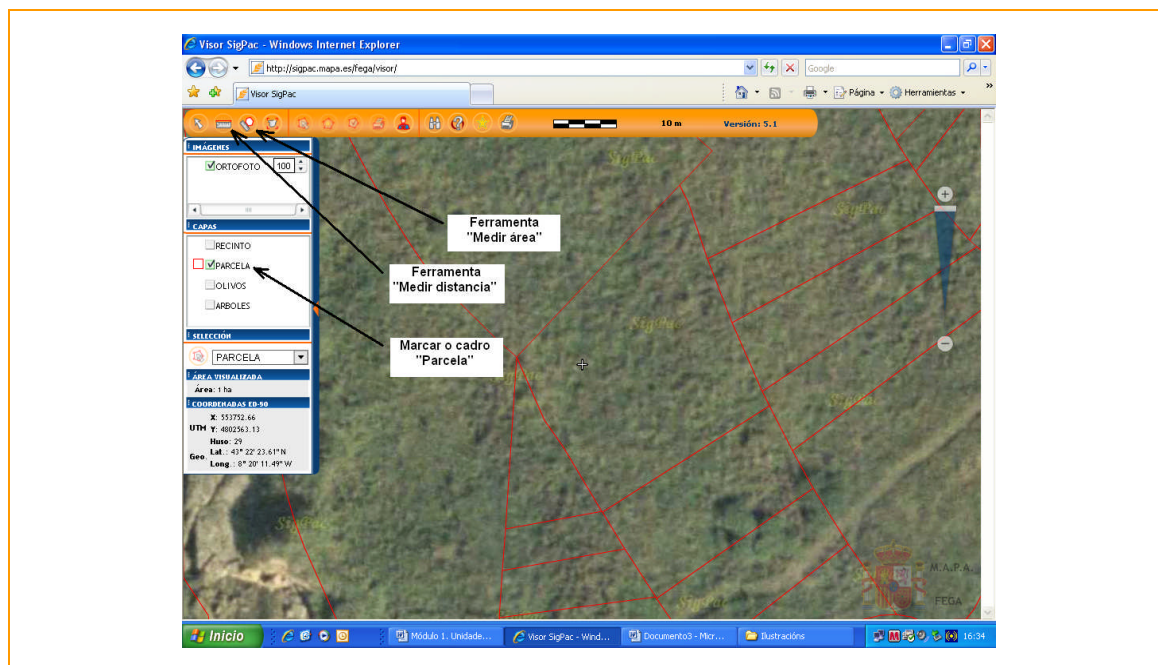 Visor SigPac - Windows Internet Explorer
http://sigpac.mapa.es/fega/visor/
Google
Visor SigPac
Página
Herramientas
»
10 m
Versión: 5.1
IMÁGENES
ORTOFOTO 100
CAPAS
RECINTO
PARCELA
OLIVOS
ARBOLES
SELECCIÓN
PARCELA
ÁREA VISUALIZADA
Área: 1 ha
COORDENADAS ED-50
X: 553752.66
UTM Y: 4802563.13
Huso: 29
Geo. Lat.: 43° 22' 23.61" N
Long.: 8° 20' 11.49" W
Ferramenta
"Medir área"
Ferramenta
"Medir distancia"
Marcar o cadro
"Parcela"
SigPac
SigPac
SigPac
SigPac
SigPac
SigPac
SigPac
M.A.P.A.
FEGA
Inicio
Módulo 1. Unidade...
Visor SigPac - Wind...
Documento3 - Micr...
Ilustracións
16:34